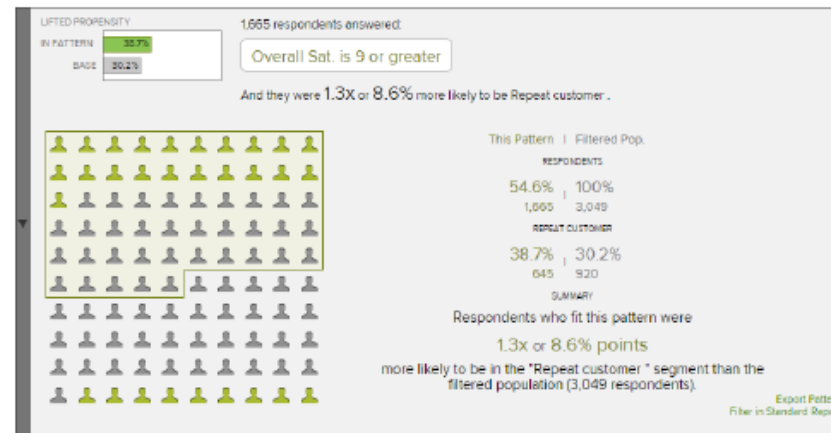 LIFTED PROPENSITY
IN PATTERN 38.7%
BASE 30.2%
1,665 respondents answered:
Overall Sat. is 9 or greater
And they were 1.3X or 8.6% more likely to be Repeat customer .
This Pattern | Filtered Pop.
RESPONDENTS
54.6% | 100%
1,665 3,049
REPEAT CUSTOMER
38.7% | 30.2%
645 920
SUMMARY
Respondents who fit this pattern were
1.3x or 8.6% points
more likely to be in the "Repeat customer " segment than the
filtered population (3,049 respondents).
Export
Filter in Standard